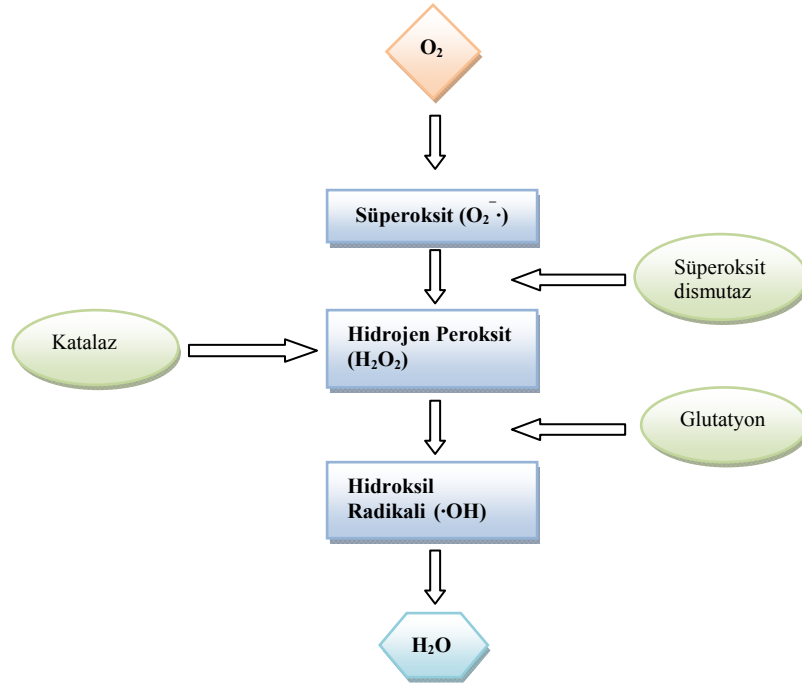 O₂
Süperoksit (O₂⁻·)
Süperoksit
dismutaz
Katalaz
Hidrojen Peroksit
(H₂O₂)
Glutatyon
Hidroksil
Radikali (·OH)
H₂O